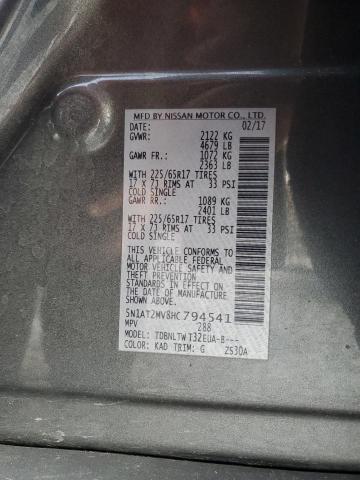 MFD BY NISSAN MOTOR CO., LTD.
DATE: 02/17
GVWR: 2122 KG
4679 LB
GAWR FR.: 1072 KG
2363 LB
WITH 225/65R17 TIRES
17 X 7J RIMS AT 33 PSI
COLD SINGLE
GAWR RR.: 1089 KG
2401 LB
WITH 225/65R17 TIRES
17 X 7J RIMS AT 33 PSI
COLD SINGLE
THIS VEHICLE CONFORMS TO
ALL APPLICABLE FEDERAL
MOTOR VEHICLE SAFETY AND
THEFT PREVENTION STANDARDS
IN EFFECT ON THE DATE OF
MANUFACTURE SHOWN ABOVE.
5N1AT2MV8HC794541
MPV 288
MODEL: TDBNLTWT32EUA-B---
COLOR: KAD TRIM: G ZS30A